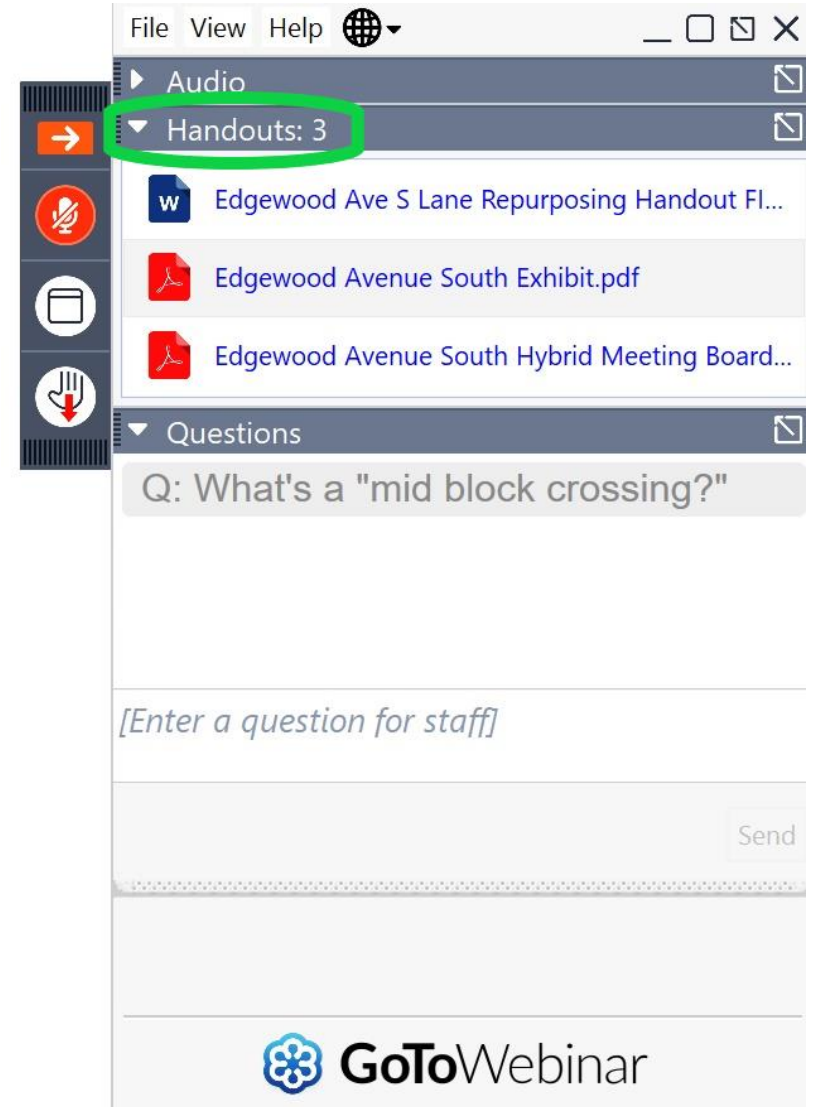 File View Help
Audio
Handouts: 3
W Edgewood Ave S Lane Repurposing Handout FI...
Edgewood Avenue South Exhibit.pdf
Edgewood Avenue South Hybrid Meeting Board...
Questions
Q: What's a "mid block crossing?"
[Enter a question for staff]
Send
GoToWebinar